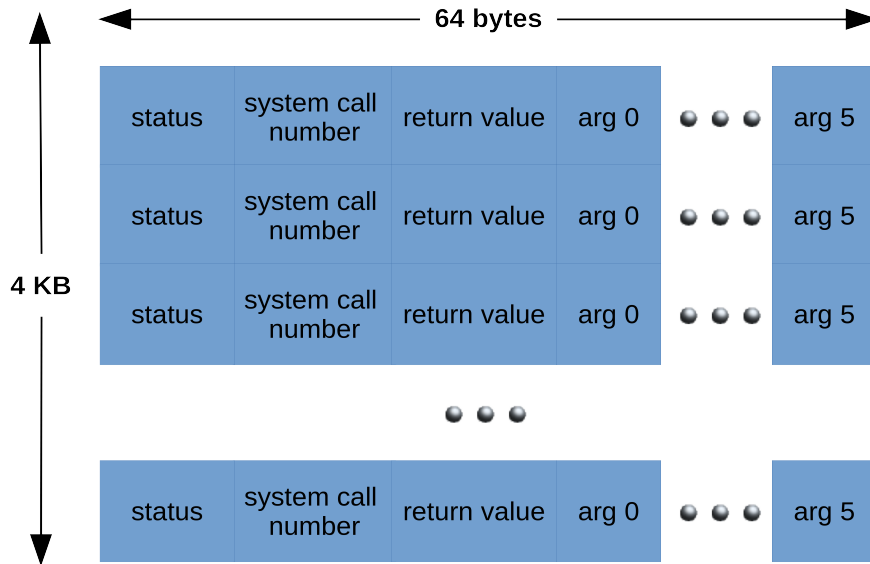 64 bytes
status system call number return value arg 0 arg 5
status system call number return value arg 0 arg 5
4 KB
status system call number return value arg 0 arg 5
status system call number return value arg 0 arg 5